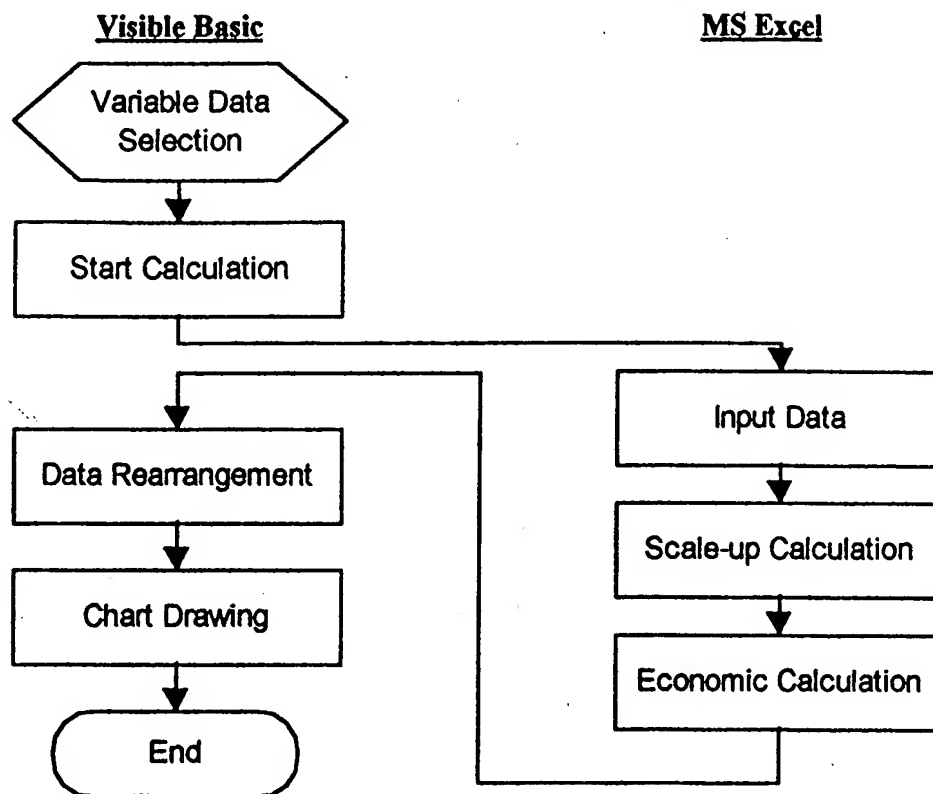 Visible Basic
MS Excel
Variable Data
Selection
Start Calculation
Input Data
Data Rearrangement
Scale-up Calculation
Chart Drawing
Economic Calculation
End